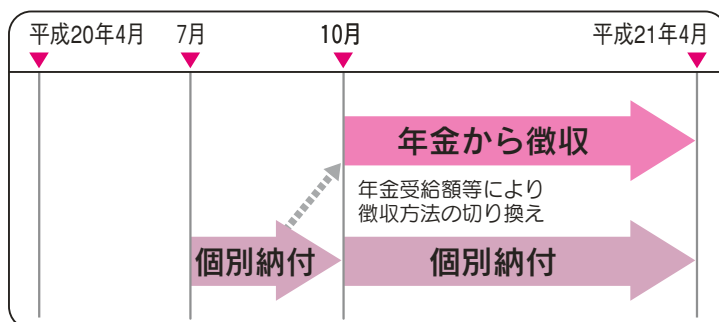 平成20年4月
7月
10月
平成21年4月
年金から徴収
年金受給額等により
徴収方法の切り換え
個別納付
個別納付